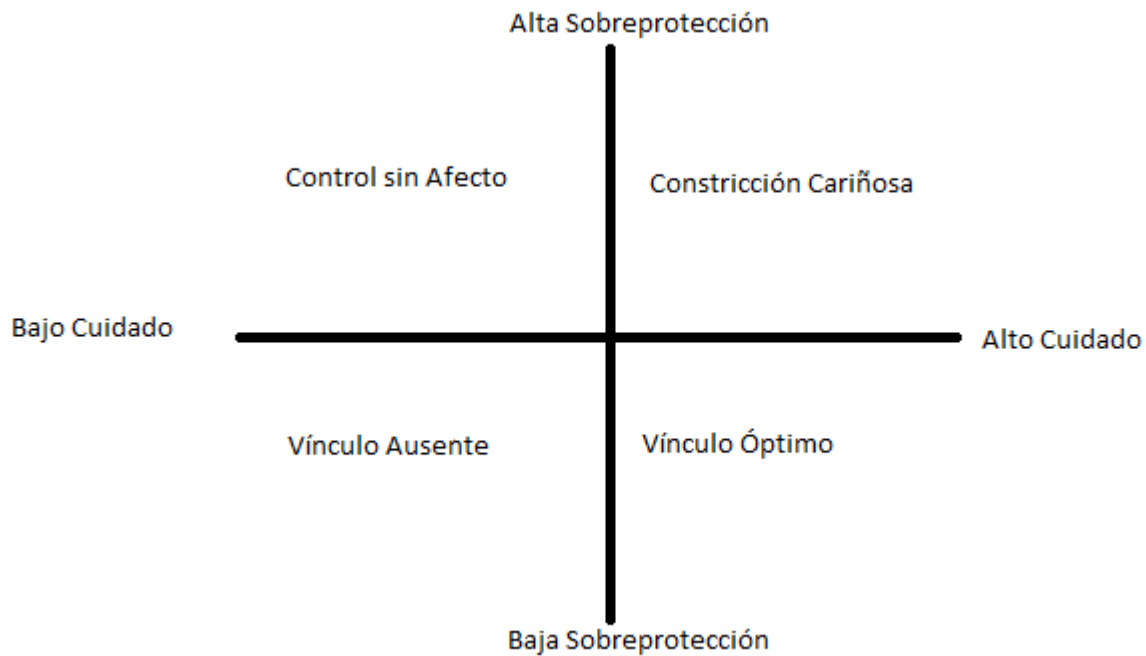 Alta Sobreprotección
Control sin Afecto
Constricción Cariñosa
Bajo Cuidado
Alto Cuidado
Vínculo Ausente
Vínculo Óptimo
Baja Sobreprotección